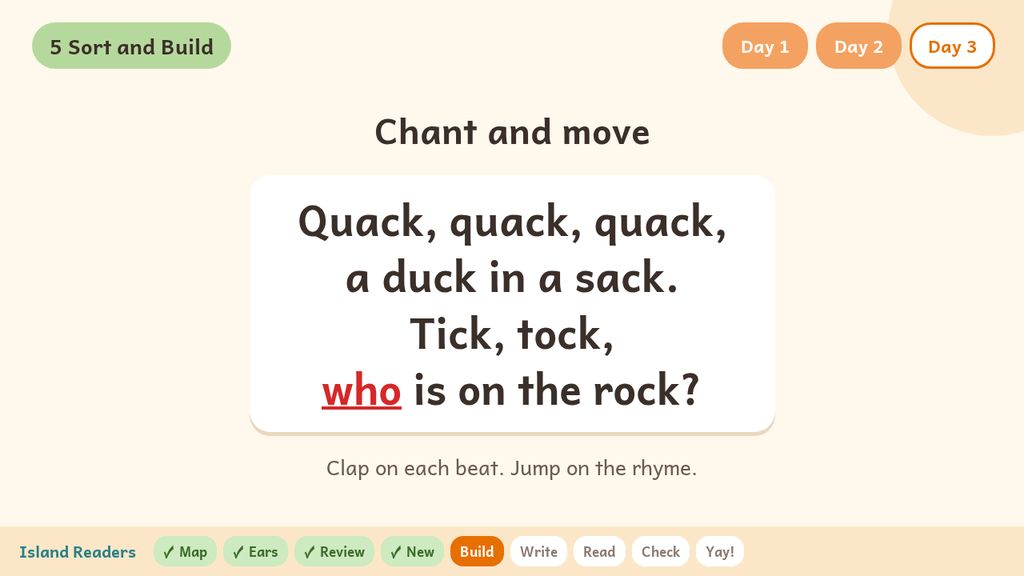 5 Sort and Build
Day 1 Day 2 Day 3
Chant and move
Quack, quack, quack,
a duck in a sack.
Tick, tock,
who is on the rock?
Clap on each beat. Jump on the rhyme.
Island Readers ✓ Map ✓ Ears ✓ Review ✓ New Build Write Read Check Yay!